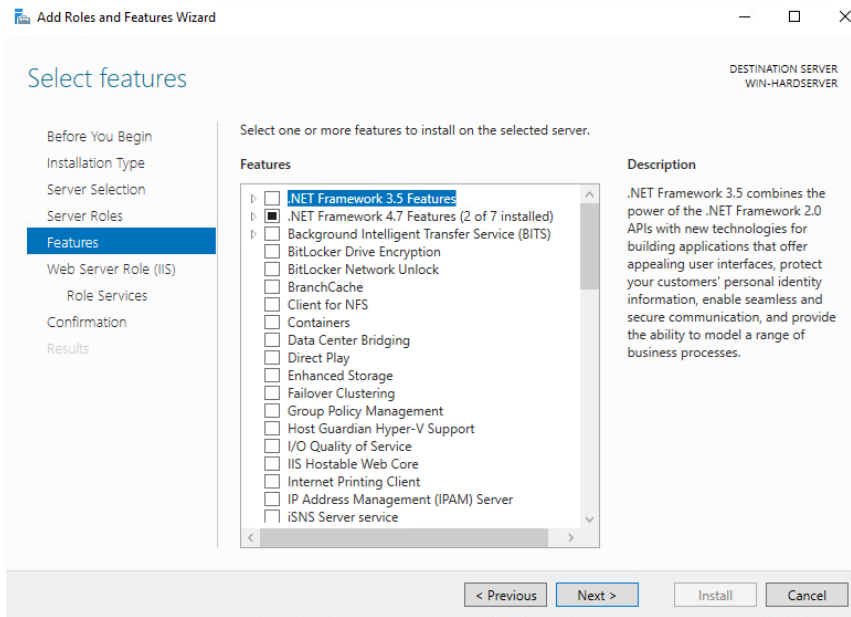 Add Roles and Features Wizard
Select features
DESTINATION SERVER
WIN-HARDSERVER
Before You Begin
Installation Type
Server Selection
Server Roles
Features
Web Server Role (IIS)
Role Services
Confirmation
Results
Select one or more features to install on the selected server.
Features
.NET Framework 3.5 Features
.NET Framework 4.7 Features (2 of 7 installed)
Background Intelligent Transfer Service (BITS)
BitLocker Drive Encryption
BitLocker Network Unlock
BranchCache
Client for NFS
Containers
Data Center Bridging
Direct Play
Enhanced Storage
Failover Clustering
Group Policy Management
Host Guardian Hyper-V Support
I/O Quality of Service
IIS Hostable Web Core
Internet Printing Client
IP Address Management (IPAM) Server
iSNS Server service
Description
.NET Framework 3.5 combines the
power of the .NET Framework 2.0
APIs with new technologies for
building applications that offer
appealing user interfaces, protect
your customers' personal identity
information, enable seamless and
secure communication, and provide
the ability to model a range of
business processes.
< Previous
Next >
Install
Cancel